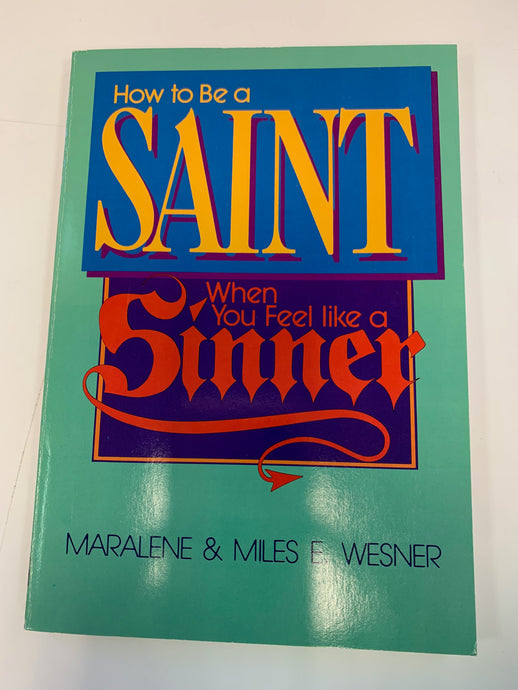 How to Be a
SAINT
When
You Feel like a
Sinner
MARALENE & MILES E. WESNER